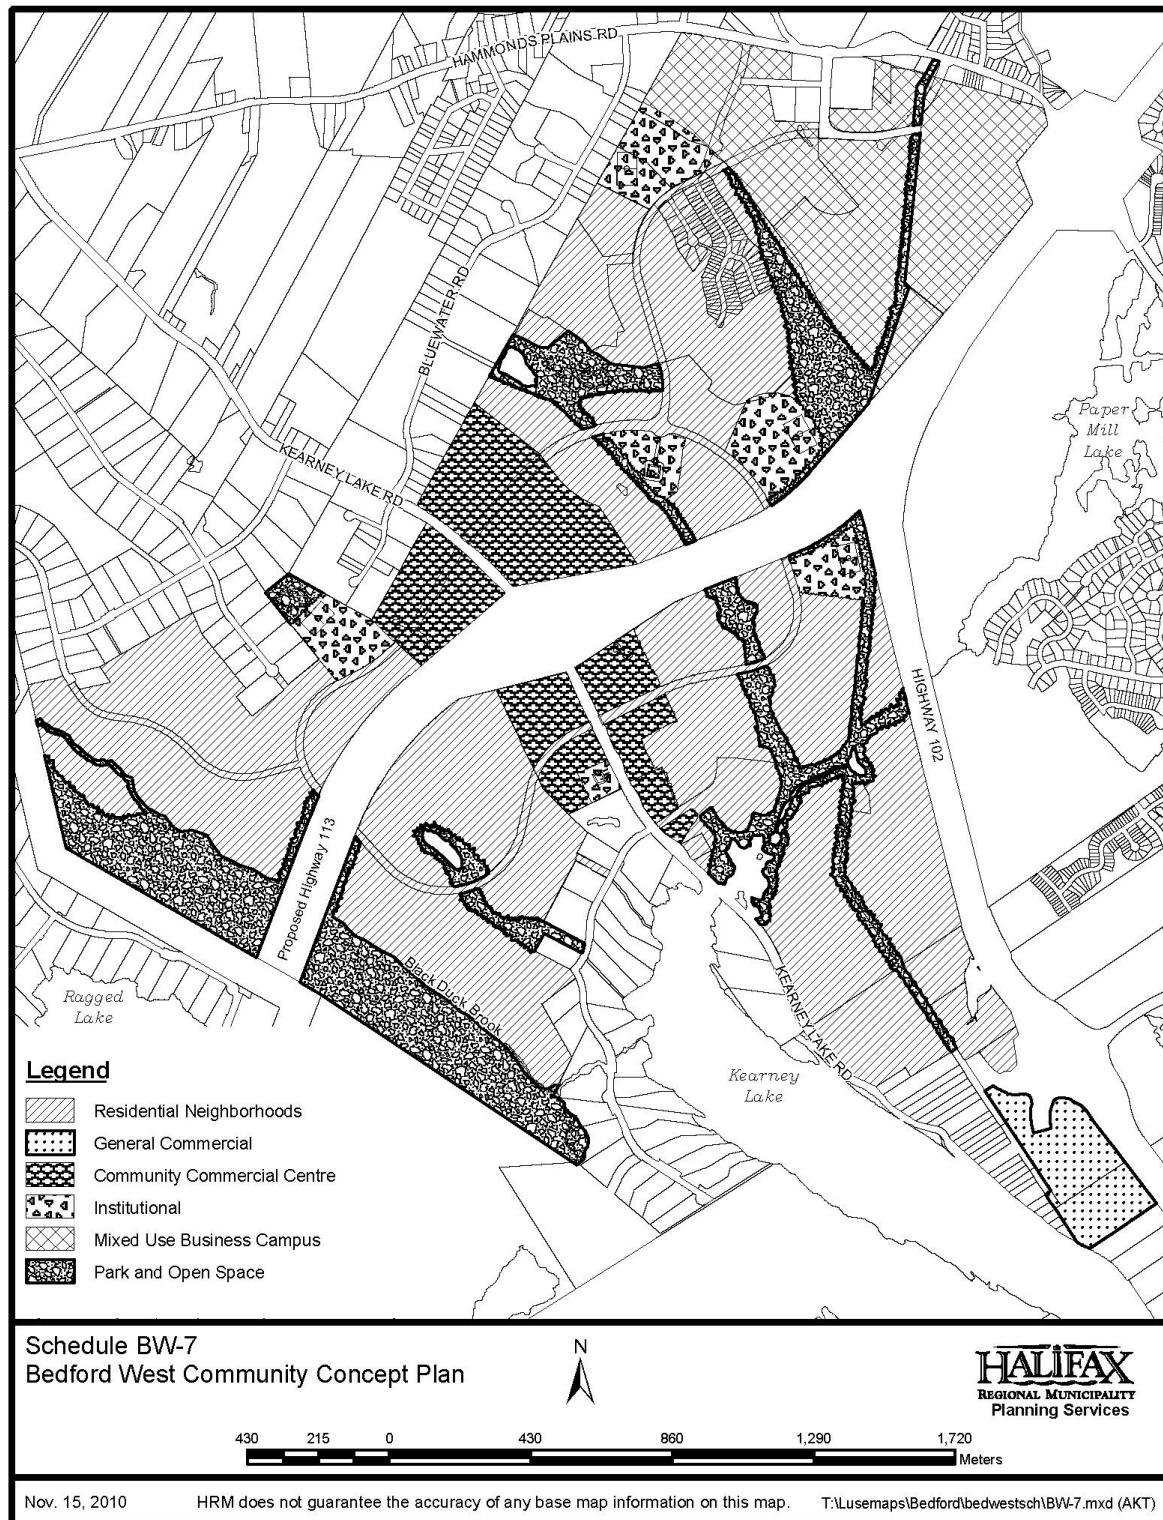 HAMMONDS PLAINS RD
BLUEWATER RD
KEARNEY LAKE RD
Paper
Mill
Lake
HIGHWAY 102
Proposed Highway 113
Black Duck Brook
KEARNEY LAKE RD
Ragged
Lake
Kearney
Lake
Legend
Residential Neighborhoods
General Commercial
Community Commercial Centre
Institutional
Mixed Use Business Campus
Park and Open Space
Schedule BW-7
Bedford West Community Concept Plan
N
HALIFAX
REGIONAL MUNICIPALITY
Planning Services
430 215 0 430 860 1,290 1,720
Meters
Nov. 15, 2010 HRM does not guarantee the accuracy of any base map information on this map. T:\Lusemaps\Bedford\bedwestsch\BW-7.mxd (AKT)